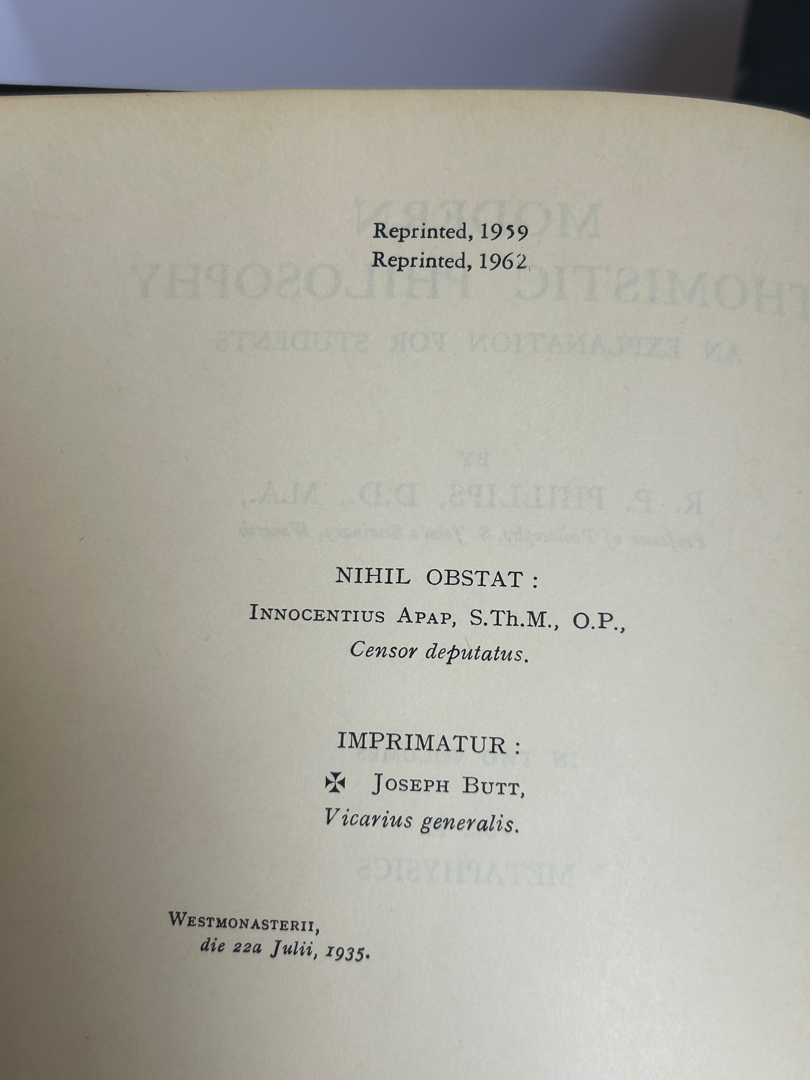 Reprinted, 1959
Reprinted, 1962
NIHIL OBSTAT :
INNOCENTIUS APAP, S.Th.M., O.P.,
Censor deputatus.
IMPRIMATUR :
✠ JOSEPH BUTT,
Vicarius generalis.
WESTMONASTERII,
die 22a Julii, 1935.